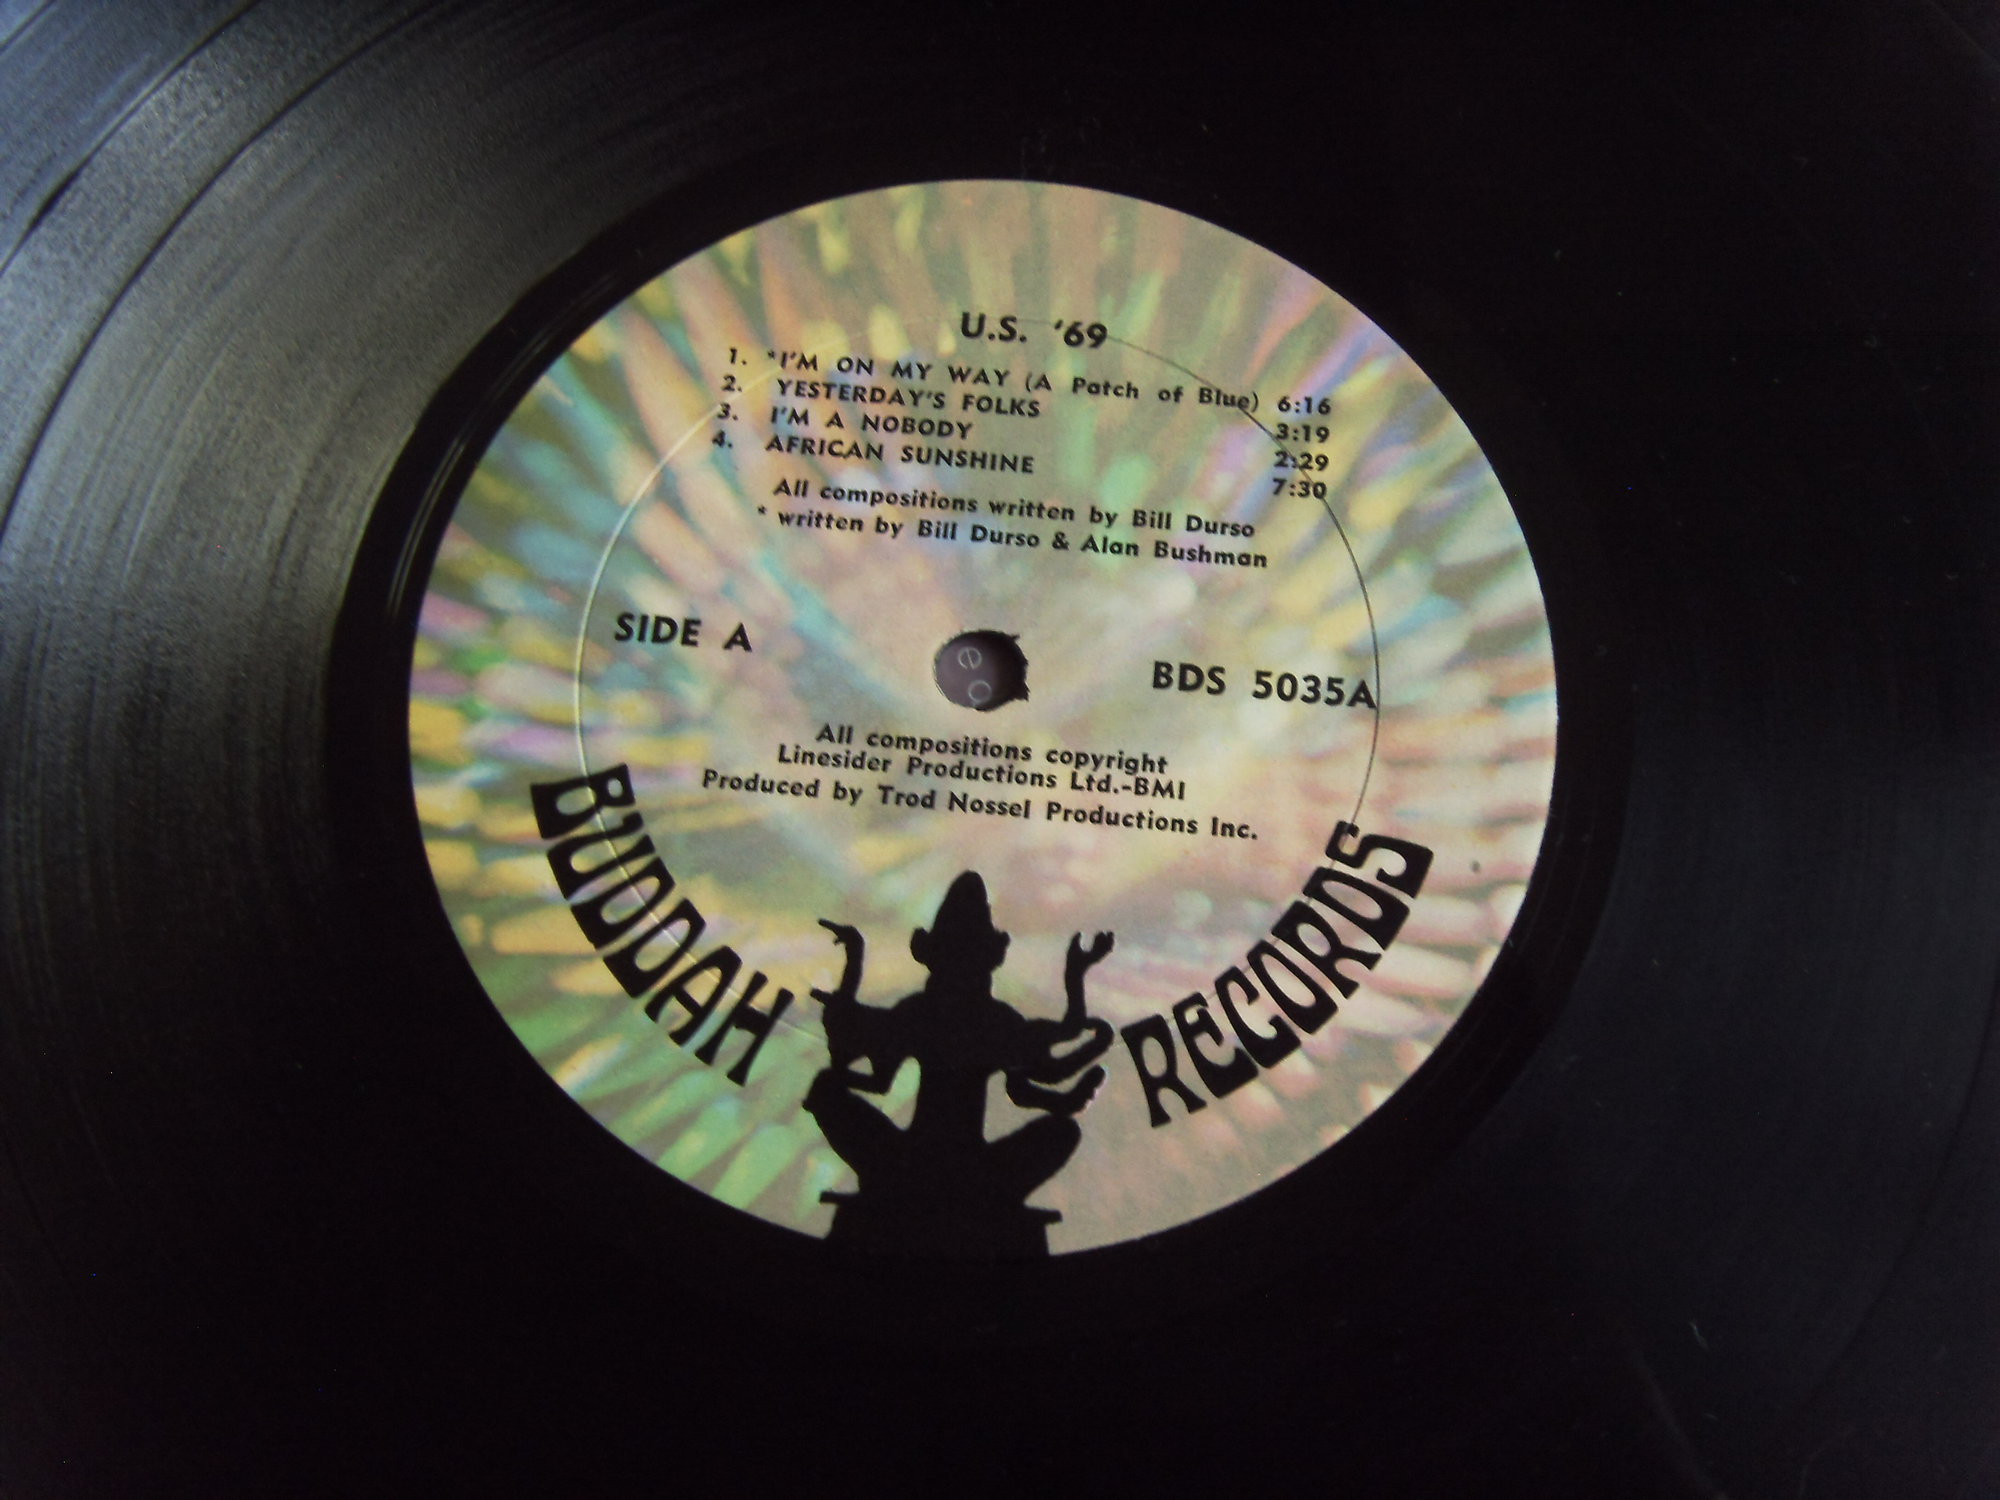 U.S. '69
1. *I'M ON MY WAY (A Patch of Blue) 6:16
2. YESTERDAY'S FOLKS 3:19
3. I'M A NOBODY 2:29
4. AFRICAN SUNSHINE 7:30
All compositions written by Bill Durso
* written by Bill Durso & Alan Bushman
SIDE A
BDS 5035A
All compositions copyright
Linesider Productions Ltd.-BMI
Produced by Trod Nossel Productions Inc.
BUDDAH RECORDS